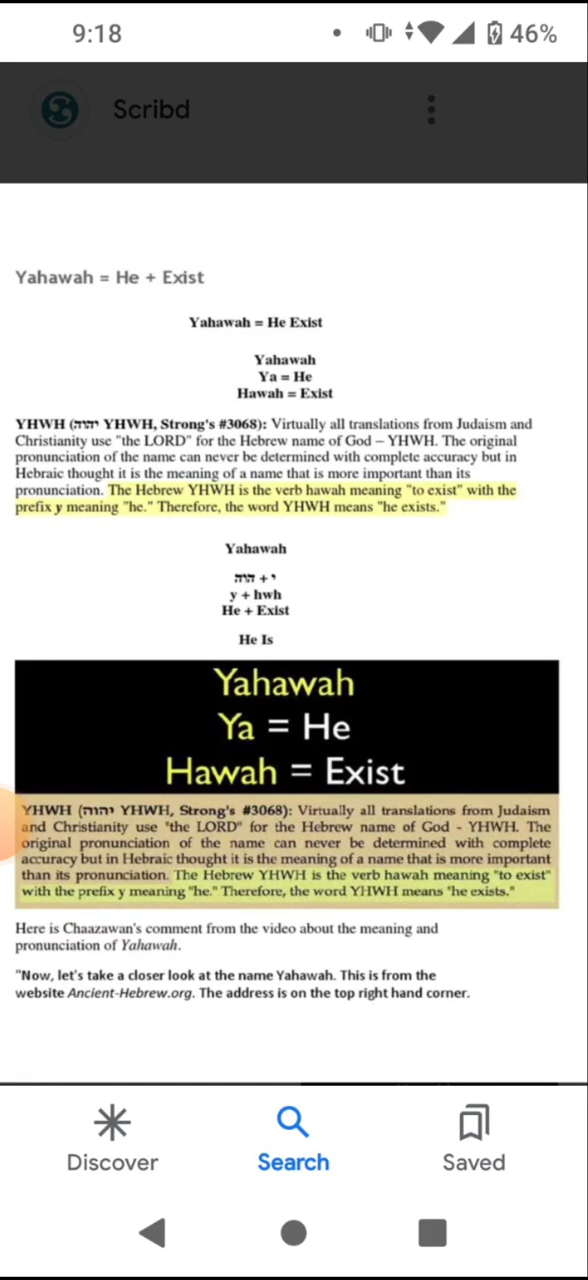 9:18
46%
Scribd
Yahawah = He + Exist
Yahawah = He Exist
Yahawah
Ya = He
Hawah = Exist
YHWH (יהוה YHWH, Strong's #3068): Virtually all translations from Judaism and
Christianity use "the LORD" for the Hebrew name of God – YHWH. The original
pronunciation of the name can never be determined with complete accuracy but in
Hebraic thought it is the meaning of a name that is more important than its
pronunciation. The Hebrew YHWH is the verb hawah meaning "to exist" with the
prefix y meaning "he." Therefore, the word YHWH means "he exists."
Yahawah
י + הוה
y + hwh
He + Exist
He Is
Yahawah
Ya = He
Hawah = Exist
YHWH (יהוה YHWH, Strong's #3068): Virtually all translations from Judaism
and Christianity use "the LORD" for the Hebrew name of God - YHWH. The
original pronunciation of the name can never be determined with complete
accuracy but in Hebraic thought it is the meaning of a name that is more important
than its pronunciation. The Hebrew YHWH is the verb hawah meaning "to exist"
with the prefix y meaning "he." Therefore, the word YHWH means "he exists."
Here is Chaazawan's comment from the video about the meaning and
pronunciation of Yahawah.
"Now, let's take a closer look at the name Yahawah. This is from the
website Ancient-Hebrew.org. The address is on the top right hand corner.
Discover
Search
Saved